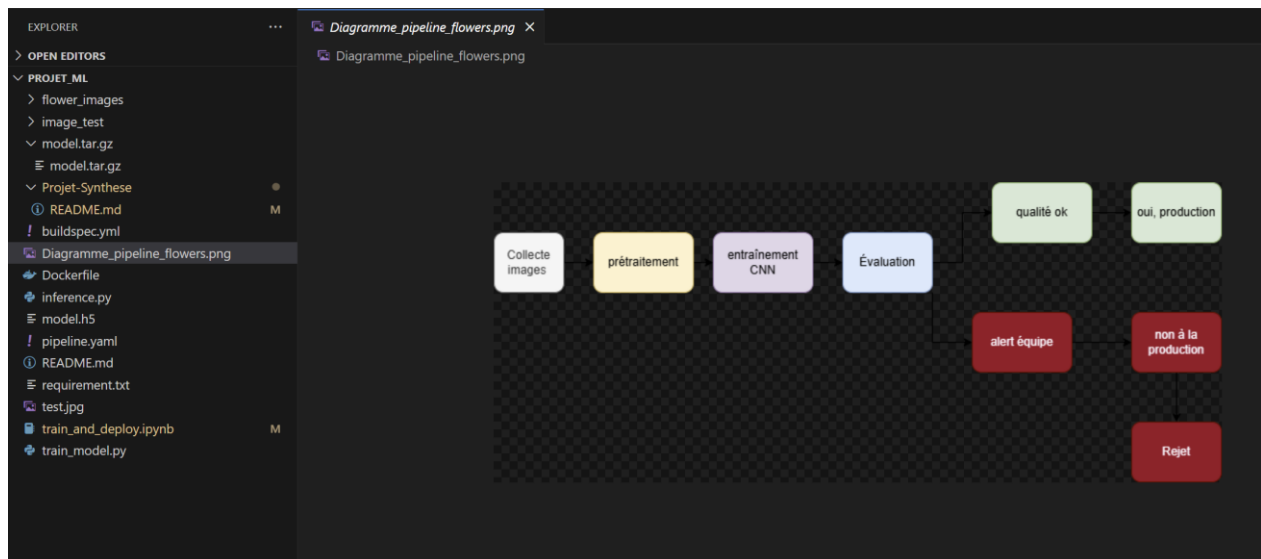 EXPLORER
OPEN EDITORS
PROJET_ML
flower_images
image_test
model.tar.gz
model.tar.gz
Projet-Synthese
README.md M
buildspec.yml
Diagramme_pipeline_flowers.png
Dockerfile
inference.py
model.h5
pipeline.yaml
README.md
requirement.txt
test.jpg
train_and_deploy.ipynb M
train_model.py
Diagramme_pipeline_flowers.png
Diagramme_pipeline_flowers.png
Collecte
images
prétraitement
entraînement
CNN
Évaluation
qualité ok
oui, production
alert équipe
non à la
production
Rejet